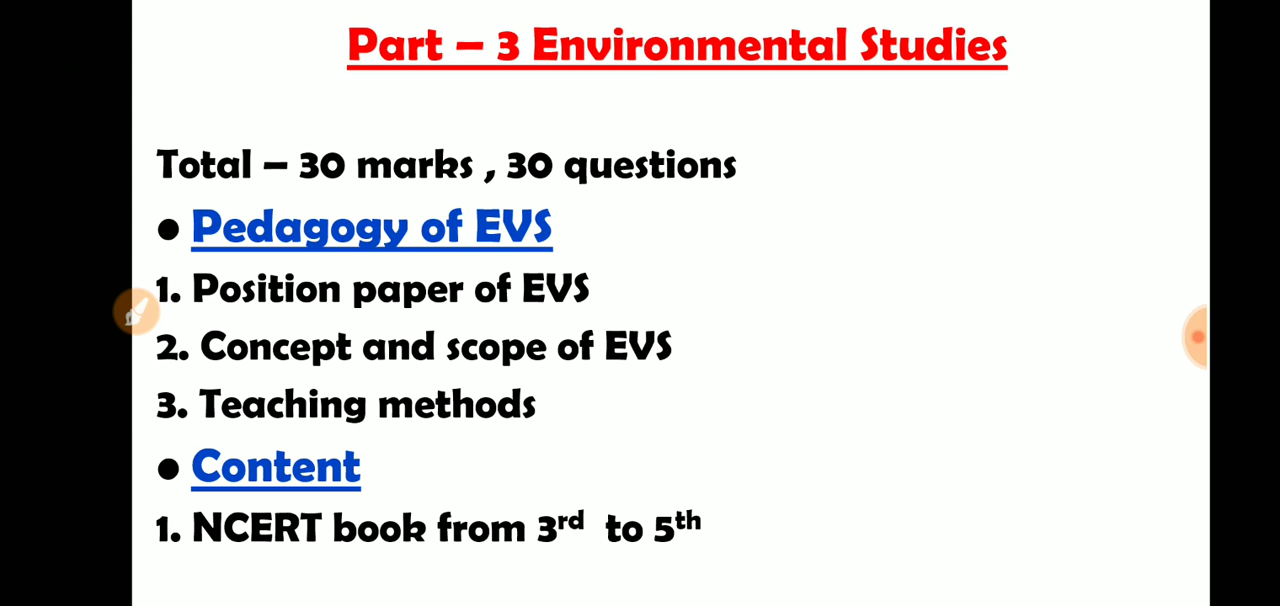 Part – 3 Environmental Studies
Total – 30 marks , 30 questions
● Pedagogy of EVS
1. Position paper of EVS
2. Concept and scope of EVS
3. Teaching methods
● Content
1. NCERT book from 3rd to 5th